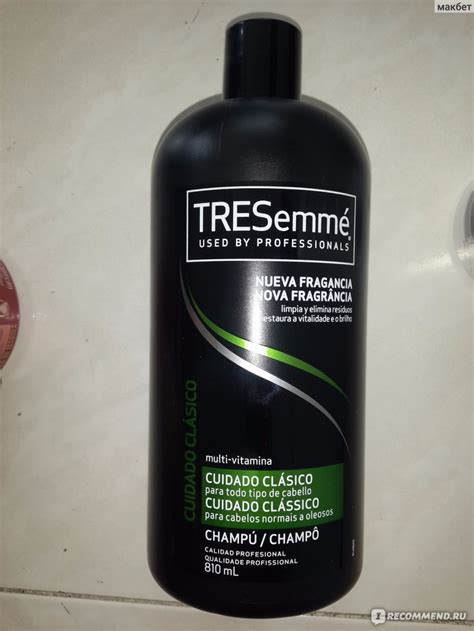 макбет
TRESemmé
USED BY PROFESSIONALS
NUEVA FRAGANCIA
NOVA FRAGRÂNCIA
limpia y elimina residuos
restaura a vitalidade e o brilho
CUIDADO CLÁSICO
multi-vitamina
CUIDADO CLÁSICO
para todo tipo de cabello
CUIDADO CLÁSSICO
para cabelos normais a oleosos
CHAMPÚ / CHAMPÔ
CALIDAD PROFESIONAL
QUALIDADE PROFISSIONAL
810 mL
IRECOMMEND.RU